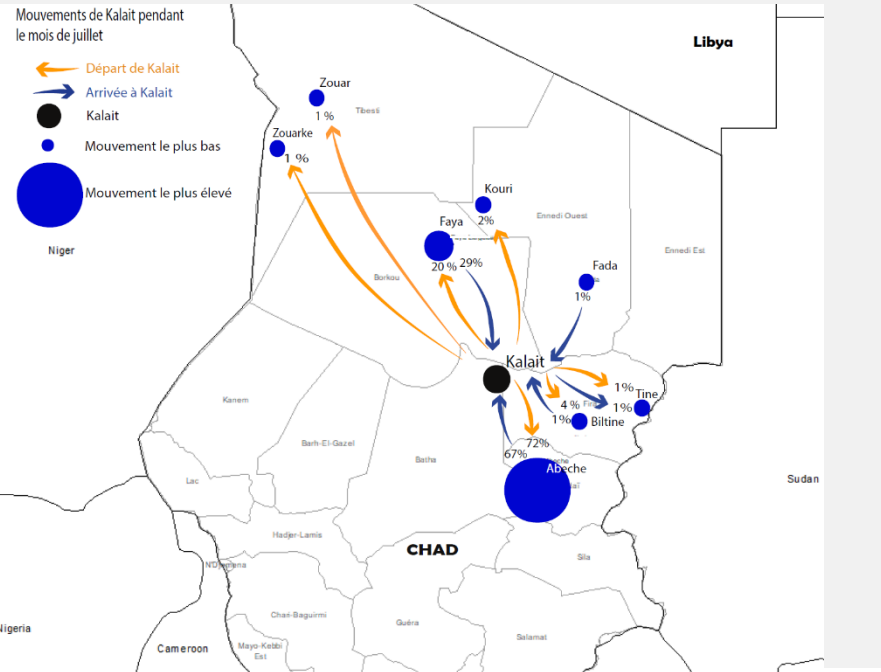 Mouvements de Kalait pendant
le mois de juillet
Départ de Kalait
Arrivée à Kalait
Kalait
Mouvement le plus bas
Mouvement le plus élevé
Libya
Zouar
1 %
Tibesti
Zouarke
1 %
Kouri
2%
Ennedi Ouest
Faya
20 % 29%
Niger
Borkou
Fada
1%
Ennedi Est
Kalait
1%
Tine
4 %
1%
1%
Biltine
72%
67%
Abeche
Kanem
Barh-El-Gazel
Batha
Lac
Sudan
Hadjer-Lamis
CHAD
Sila
N'Djamena
Chari-Baguirmi
Guéra
Nigeria
Salamat
Cameroon
Mayo-Kebbi
Est